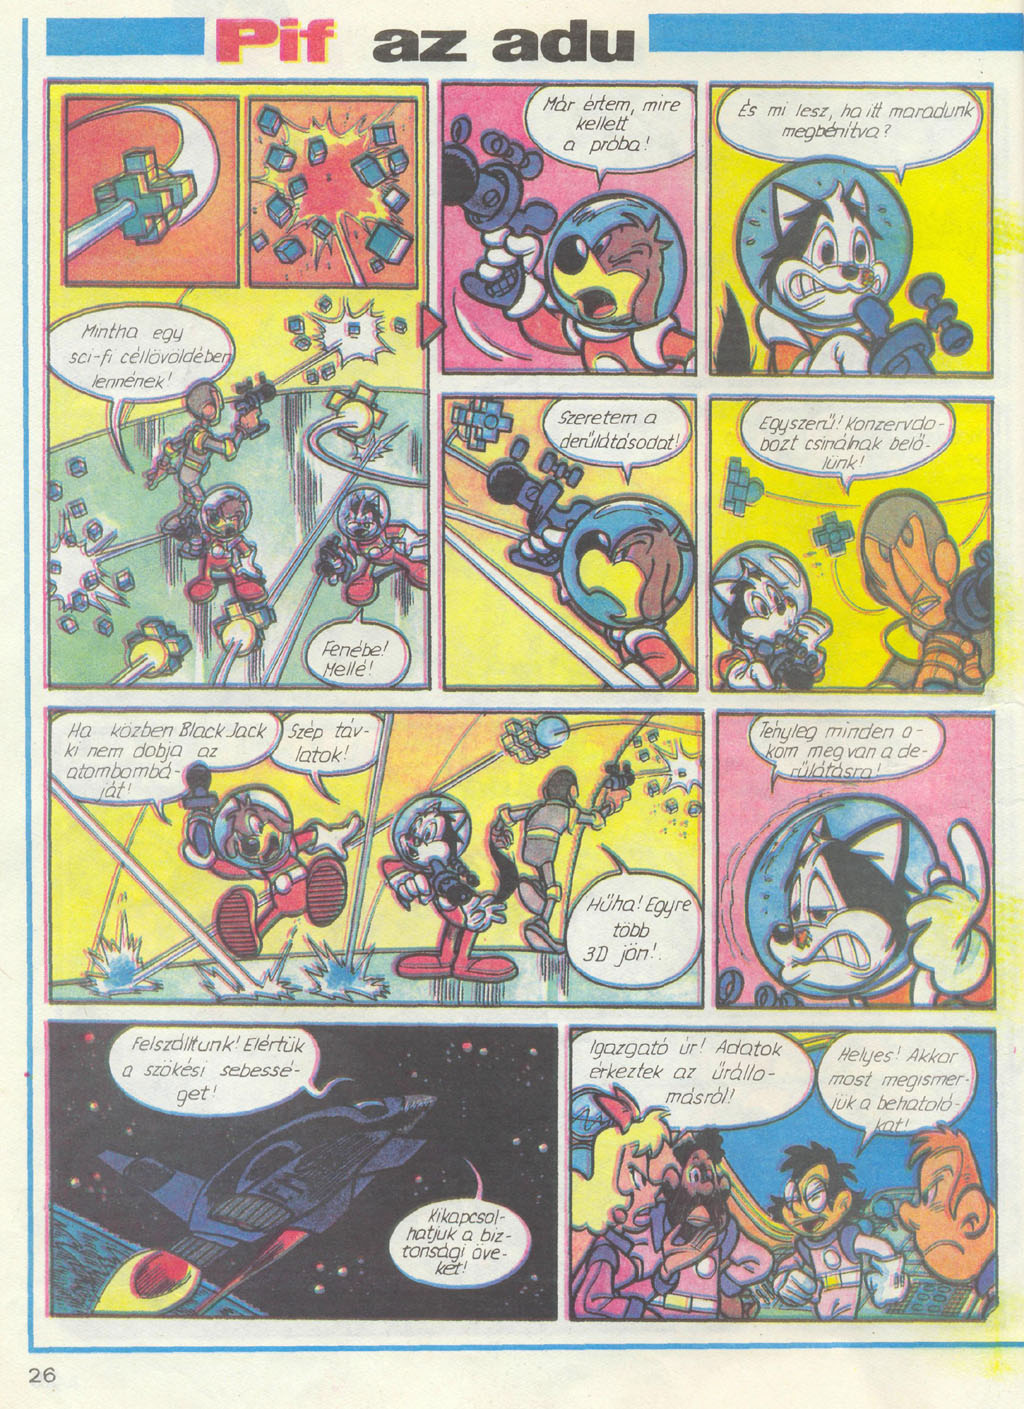 Pif az adu
Mintha egy
sci-fi céllövöldében
lennének!
Fenébe!
Mellé!
Már értem, mire
kellett
a próba!
És mi lesz, ha itt maradunk
megbénítva?
Szeretem a
derűlátásodat!
Egyszerű! Konzervdo-
bozt csinálnak belő-
lünk!
Ha közben Black Jack
ki nem dobja az
atombombá-
ját!
Szép táv-
latok!
Húha! Egyre
több
3D jön!
Tényleg minden o-
kom megvan a de-
rűlátásra!
Felszálltunk! Elértük
a szökési sebessé-
get!
Kikapcsol-
hatjuk a biz-
tonsági öve-
ket!
Igazgató úr! Adatok
érkeztek az űrállo-
másról!
Helyes! Akkor
most megismer-
jük a behatoló-
kat!
26